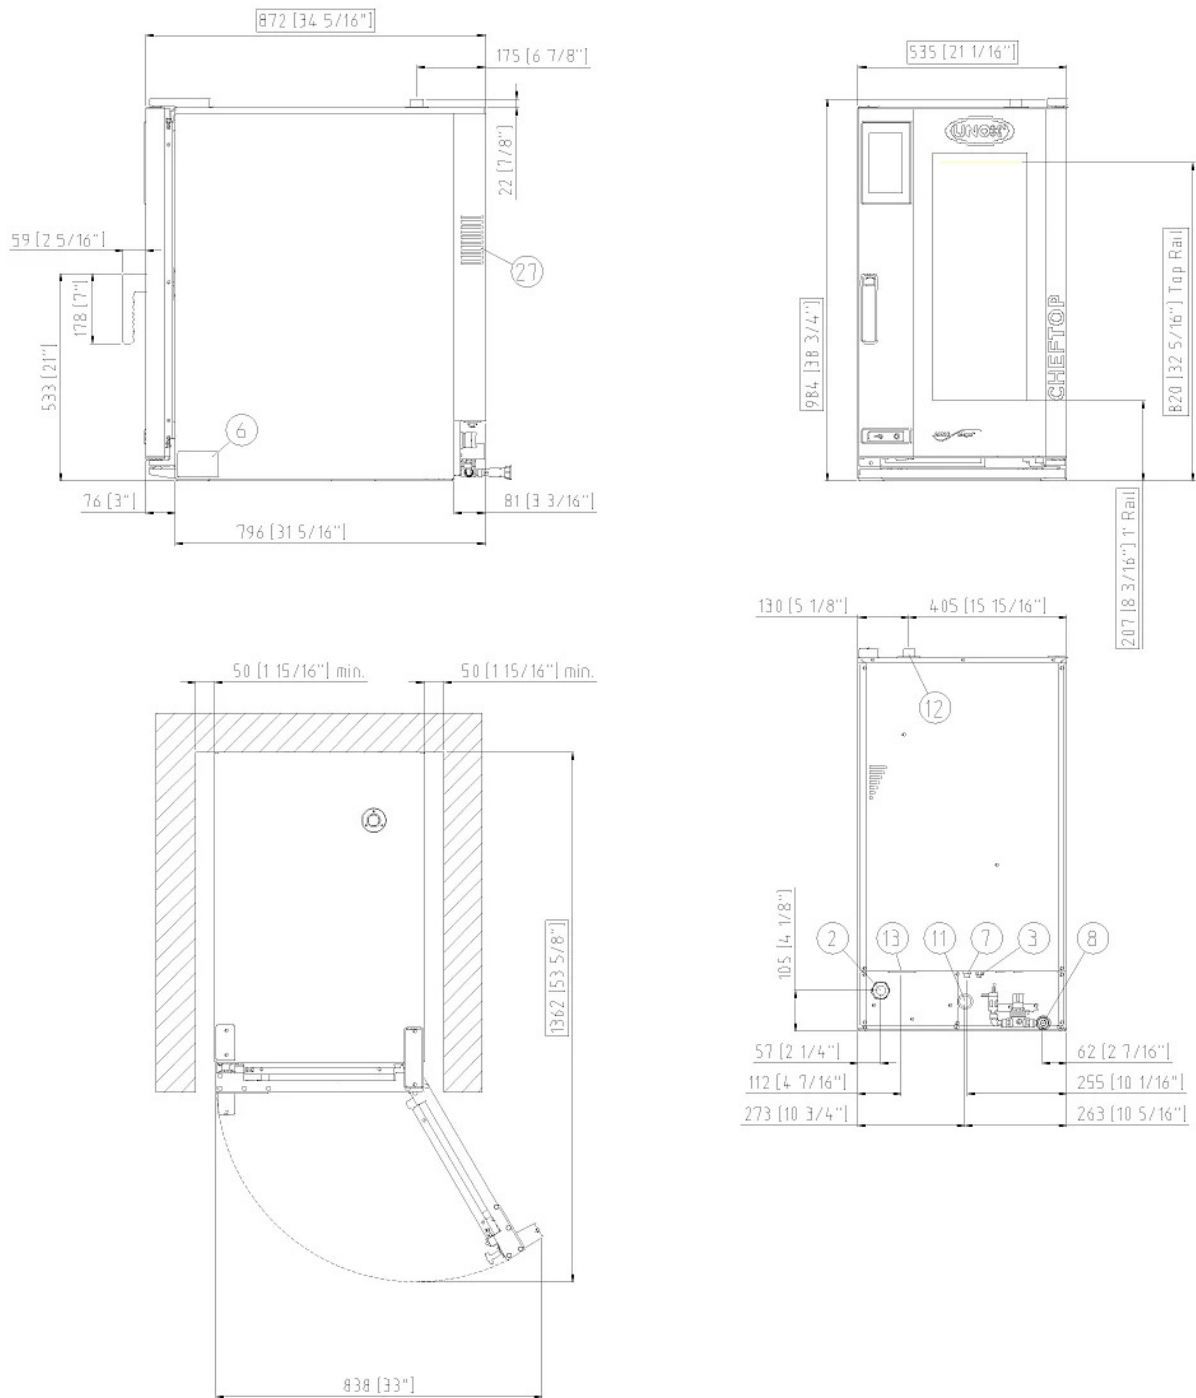 872 [34 5/16"]
175 [6 7/8"]
22 [7/8"]
59 [2 5/16"]
178 [7"]
533 [21"]
27
6
76 [3"]
81 [3 3/16"]
796 [31 5/16"]
535 [21 1/16"]
UNOX
984 [38 3/4"]
CHEFTOP
820 [32 5/16"] Top Rail
207 [8 3/16"] 1° Rail
50 [1 15/16"] min.
50 [1 15/16"] min.
1362 [53 5/8"]
838 [33"]
130 [5 1/8"]
405 [15 15/16"]
12
105 [4 1/8"]
2
13
11
7
3
8
57 [2 1/4"]
62 [2 7/16"]
112 [4 7/16"]
255 [10 1/16"]
273 [10 3/4"]
263 [10 5/16"]